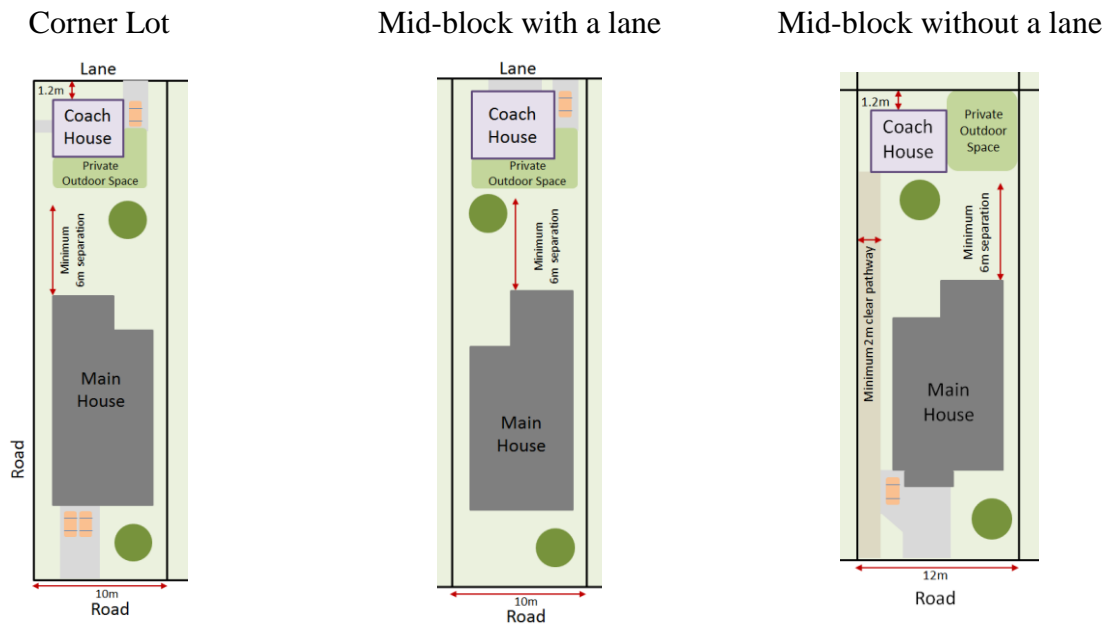 Corner Lot
Mid-block with a lane
Mid-block without a lane
Lane
1.2m
Coach
House
Private
Outdoor Space
Minimum
6m separation
Main
House
Road
10m
Road
Lane
Coach
House
Private
Outdoor Space
Minimum
6m separation
Main
House
10m
Road
1.2m
Coach
House
Private
Outdoor
Space
Minimum
6m separation
Minimum 2m clear pathway
Main
House
12m
Road